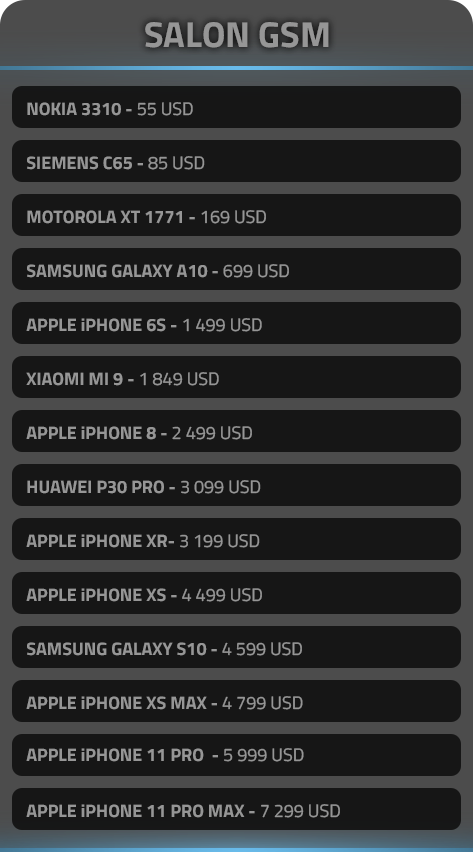 SALON GSM
NOKIA 3310 - 55 USD
SIEMENS C65 - 85 USD
MOTOROLA XT 1771 - 169 USD
SAMSUNG GALAXY A10 - 699 USD
APPLE iPHONE 6S - 1 499 USD
XIAOMI MI 9 - 1 849 USD
APPLE iPHONE 8 - 2 499 USD
HUAWEI P30 PRO - 3 099 USD
APPLE iPHONE XR- 3 199 USD
APPLE iPHONE XS - 4 499 USD
SAMSUNG GALAXY S10 - 4 599 USD
APPLE iPHONE XS MAX - 4 799 USD
APPLE iPHONE 11 PRO  - 5 999 USD
APPLE iPHONE 11 PRO MAX - 7 299 USD